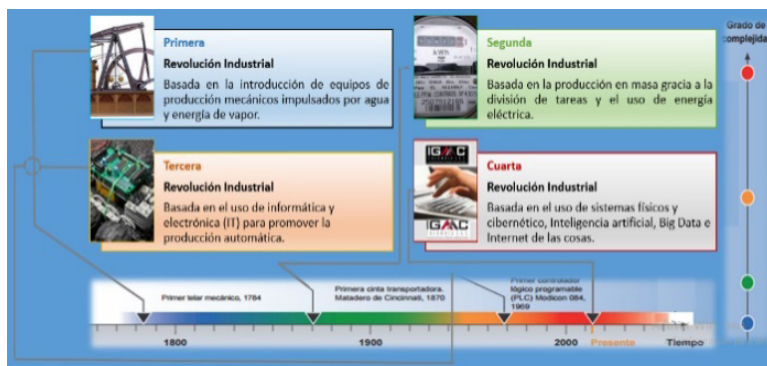 Primera
Revolución Industrial
Basada en la introducción de equipos de
producción mecánicos impulsados por agua
y energía de vapor.
Segunda
Revolución Industrial
Basada en la producción en masa gracia a la
división de tareas y el uso de energía
eléctrica.
Grado de
complejida
Tercera
Revolución Industrial
Basada en el uso de informática y
electrónica (IT) para promover la
producción automática.
IGMC
IGMC
Cuarta
Revolución Industrial
Basada en el uso de sistemas físicos y
cibernético, Inteligencia artificial, Big Data e
Internet de las cosas.
Primer telar mecánico, 1784
Primera cinta transportadora.
Matadero de Cincinnati, 1870
Primer controlador
lógico programable
(PLC) Modicon 084,
1969
1800
1900
2000
Presente
Tiempo